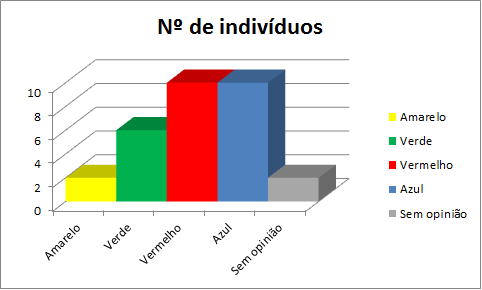 Nº de indivíduos
10
8
6
4
2
0
Amarelo
Verde
Vermelho
Azul
Sem opinião
Amarelo
Verde
Vermelho
Azul
Sem opinião